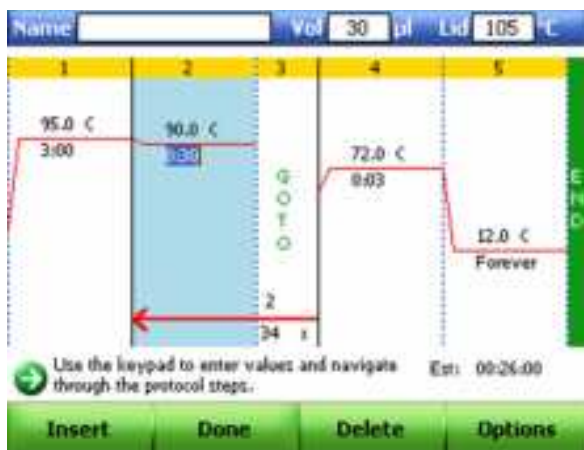 Name Vol 30 µl Lid 105 °C
1 2 3 4 5
95.0 C
3:00
90.0 C
0:30
GOTO
2
34 x
72.0 C
0:03
12.0 C
Forever
END
Use the keypad to enter values and navigate
through the protocol steps.
Est: 00:26:00
Insert Done Delete Options